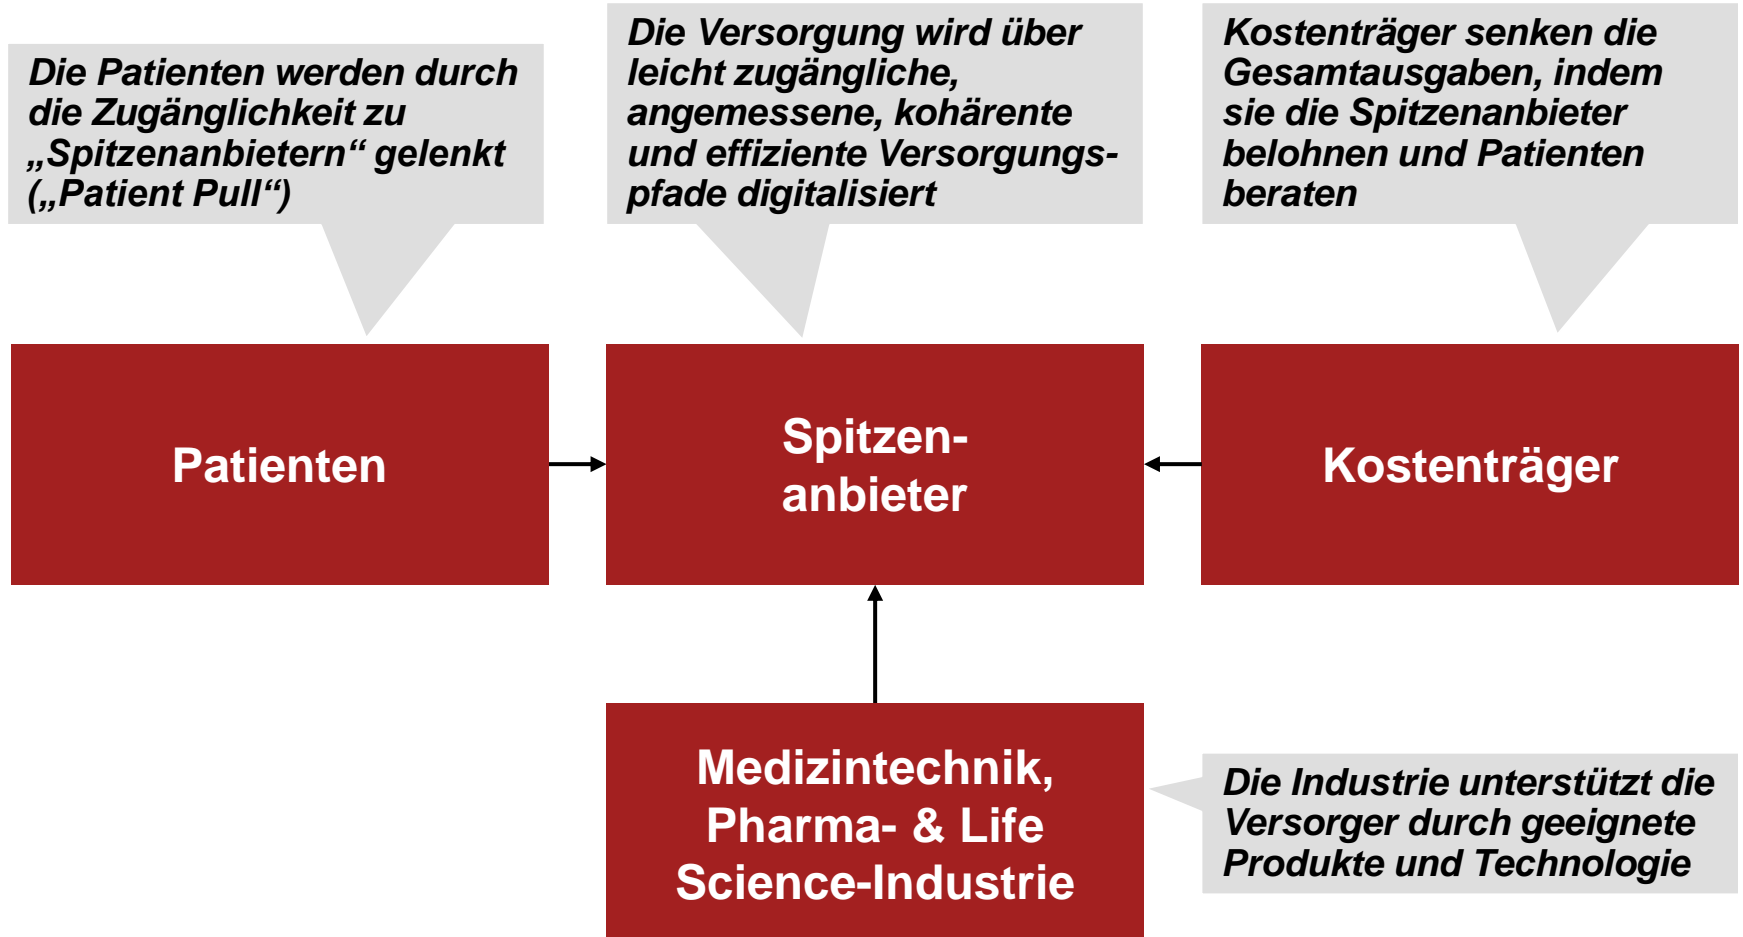 Die Patienten werden durch
die Zugänglichkeit zu
„Spitzenanbietern“ gelenkt
(„Patient Pull“)
Die Versorgung wird über
leicht zugängliche,
angemessene, kohärente
und effiziente Versorgungs-
pfade digitalisiert
Kostenträger senken die
Gesamtausgaben, indem
sie die Spitzenanbieter
belohnen und Patienten
beraten
Patienten
Spitzen-
anbieter
Kostenträger
Medizintechnik,
Pharma- & Life
Science-Industrie
Die Industrie unterstützt die
Versorger durch geeignete
Produkte und Technologie